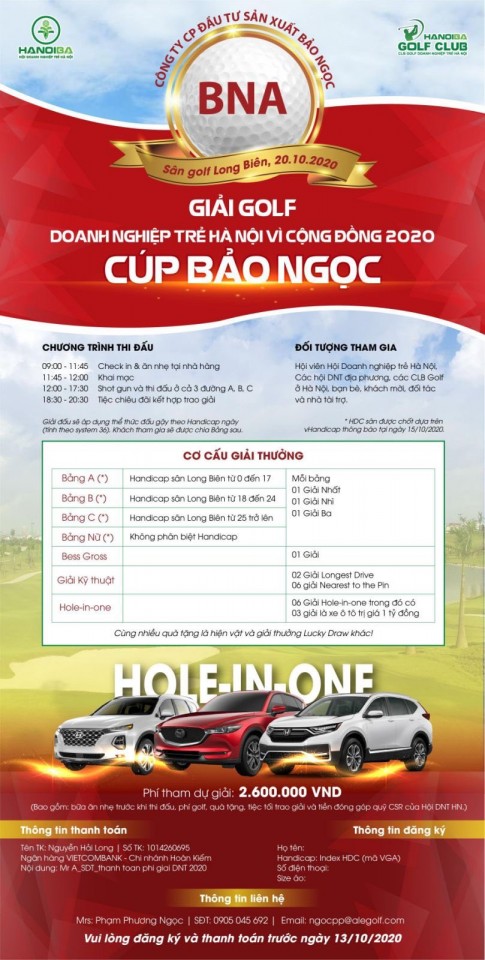 HANOIBA
HỘI DOANH NGHIỆP TRẺ HÀ NỘI
HANOIBA
GOLF CLUB
CLB GOLF DOANH NGHIỆP TRẺ HÀ NỘI
CÔNG TY CP ĐẦU TƯ SẢN XUẤT BẢO NGỌC
BNA
Sân golf Long Biên, 20.10.2020
GIẢI GOLF
DOANH NGHIỆP TRẺ HÀ NỘI VÌ CỘNG ĐỒNG 2020
CÚP BẢO NGỌC
CHƯƠNG TRÌNH THI ĐẤU
09:00 - 11:45 Check in & ăn nhẹ tại nhà hàng
11:45 - 12:00 Khai mạc
12:00 - 17:30 Shot gun và thi đấu ở cả 3 đường A, B, C
18:30 - 20:30 Tiệc chiêu đãi kết hợp trao giải
Giải đấu sẽ áp dụng thể thức đấu gậy theo Handicap ngày
(tính theo system 36). Khách tham gia sẽ được chia Bảng sau.
ĐỐI TƯỢNG THAM GIA
Hội viên Hội Doanh nghiệp trẻ Hà Nội,
Các hội DNT địa phương, các CLB Golf
ở Hà Nội, bạn bè, khách mời, đối tác
và nhà tài trợ.
* HDC sân được chốt dựa trên
vHandicap thông báo tại ngày 15/10/2020.
CƠ CẤU GIẢI THƯỞNG
Bảng A (*) Handicap sân Long Biên từ 0 đến 17
Bảng B (*) Handicap sân Long Biên từ 18 đến 24
Bảng C (*) Handicap sân Long Biên từ 25 trở lên
Bảng Nữ (*) Không phân biệt Handicap
Mỗi bảng
01 Giải Nhất
01 Giải Nhì
01 Giải Ba
Bess Gross 01 Giải
Giải Kỹ thuật 02 Giải Longest Drive
06 giải Nearest to the Pin
Hole-in-one 06 Giải Hole-in-one trong đó có
03 giải là xe ô tô trị giá 1 tỷ đồng
Cùng nhiều quà tặng là hiện vật và giải thưởng Lucky Draw khác!
HOLE-IN-ONE
Phí tham dự giải: 2.600.000 VND
(Bao gồm: bữa ăn nhẹ trước khi thi đấu, phí golf, quà tặng, tiệc tối trao giải và tiền đóng góp quỹ CSR của Hội DNT HN.)
Thông tin thanh toán
Tên TK: Nguyễn Hải Long | Số TK: 1014260695
Ngân hàng VIETCOMBANK - Chi nhánh Hoàn Kiếm
Nội dung: Mr A_SDT_thanh toan phi giai DNT 2020
Thông tin đăng ký
Họ tên:
Handicap: Index HDC (mã VGA)
Số điện thoại:
Size áo:
Thông tin liên hệ
Mrs: Phạm Phương Ngọc | SĐT: 0905 045 692 | Email: ngocpp@alegolf.com
Vui lòng đăng ký và thanh toán trước ngày 13/10/2020